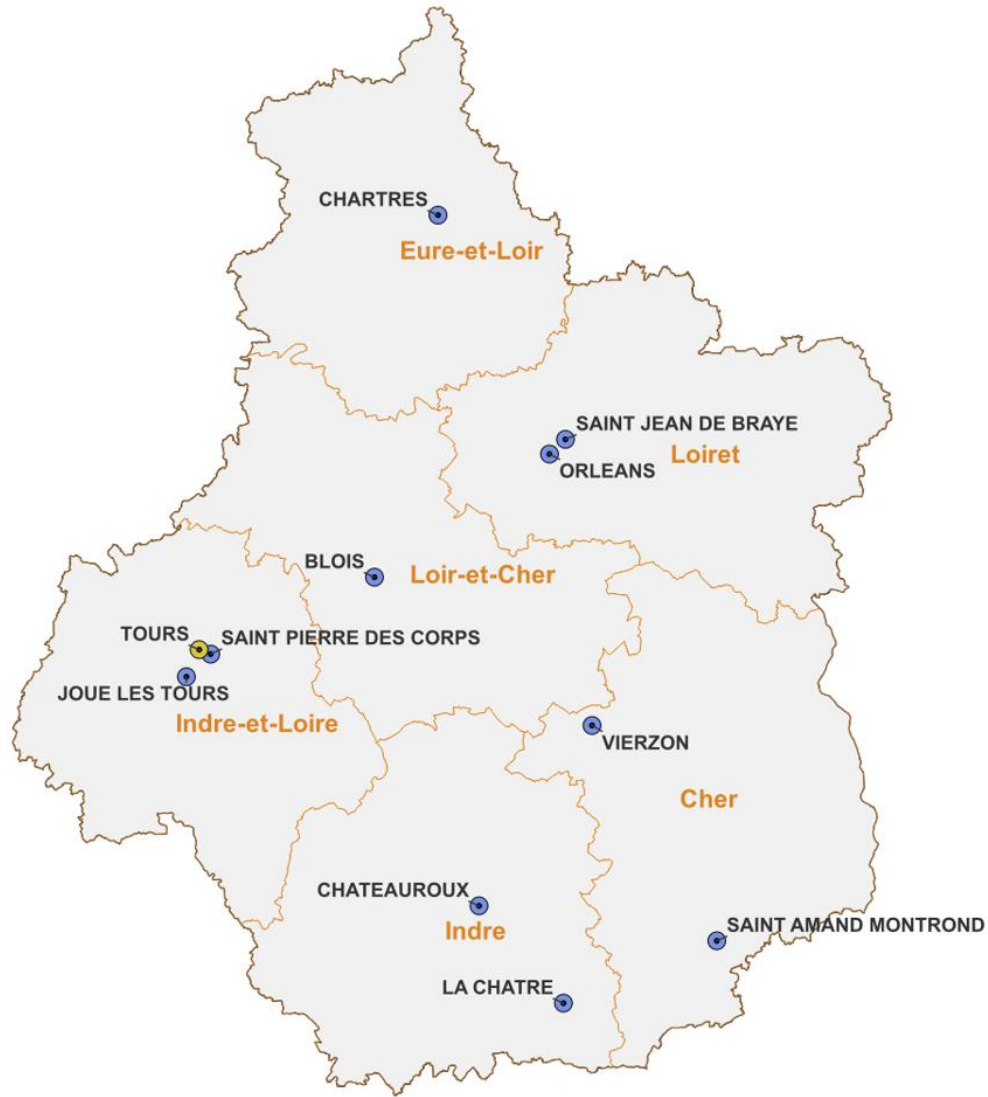 CHARTRES
Eure-et-Loir
SAINT JEAN DE BRAYE
Loiret
ORLEANS
BLOIS
Loir-et-Cher
TOURS
SAINT PIERRE DES CORPS
JOUE LES TOURS
Indre-et-Loire
VIERZON
Cher
CHATEAUROUX
Indre
SAINT AMAND MONTROND
LA CHATRE